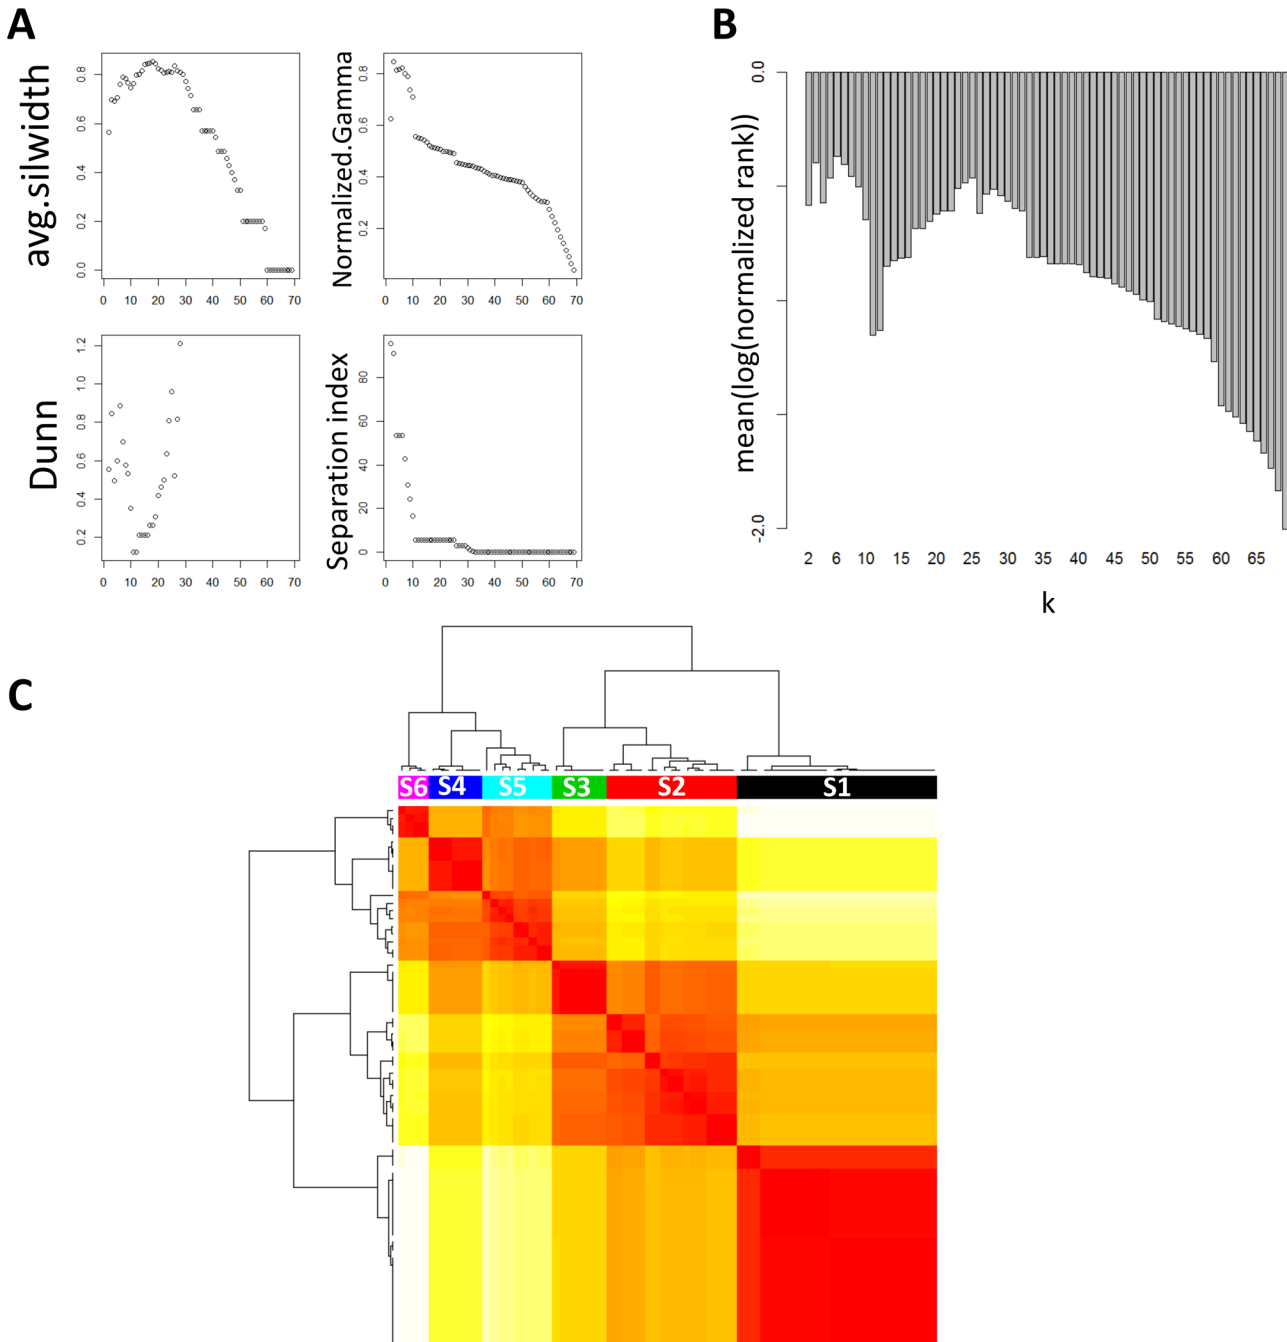 A
avg.silwidth
0.0 0.2 0.4 0.6 0.8
0 10 20 30 40 50 60 70
Normalized.Gamma
0.2 0.4 0.6 0.8
0 10 20 30 40 50 60 70
Dunn
0.2 0.4 0.6 0.8 1.0 1.2
0 10 20 30 40 50 60 70
Separation index
0 20 40 60 80
0 10 20 30 40 50 60 70
B
mean(log(normalized rank))
0.0
-2.0
2 6 10 15 20 25 30 35 40 45 50 55 60 65
k
C
S6 S4 S5 S3 S2 S1